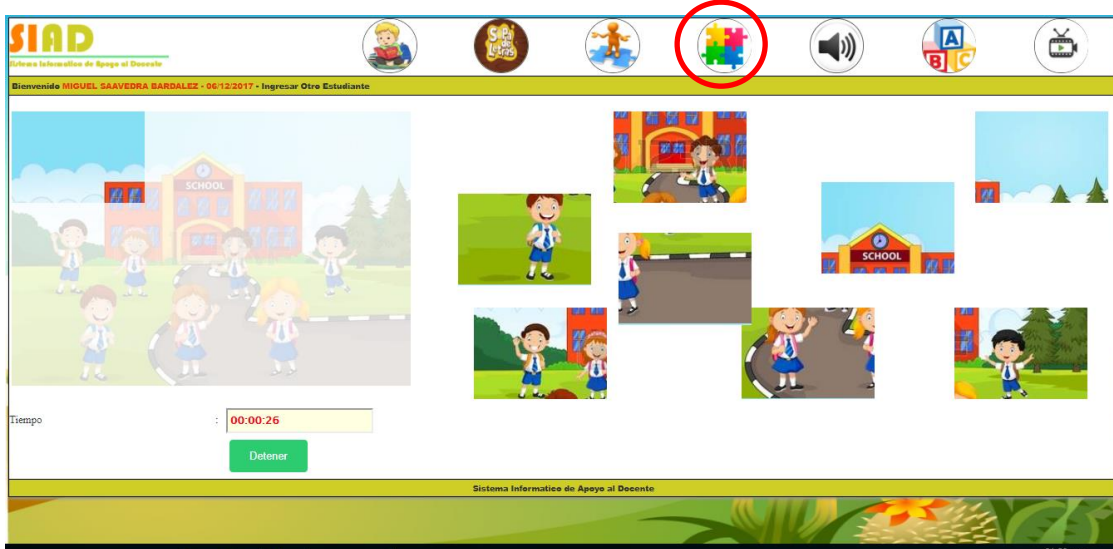 SIAD
Sistema Informatico de Apoyo al Docente
Sopa
de
Letras
A
B C
Bienvenido MIGUEL SAAVEDRA BARDALEZ - 06/12/2017 - Ingresar Otro Estudiante
SCHOOL
SCHOOL
Tiempo : 00:00:26
Detener
Sistema Informatico de Apoyo al Docente